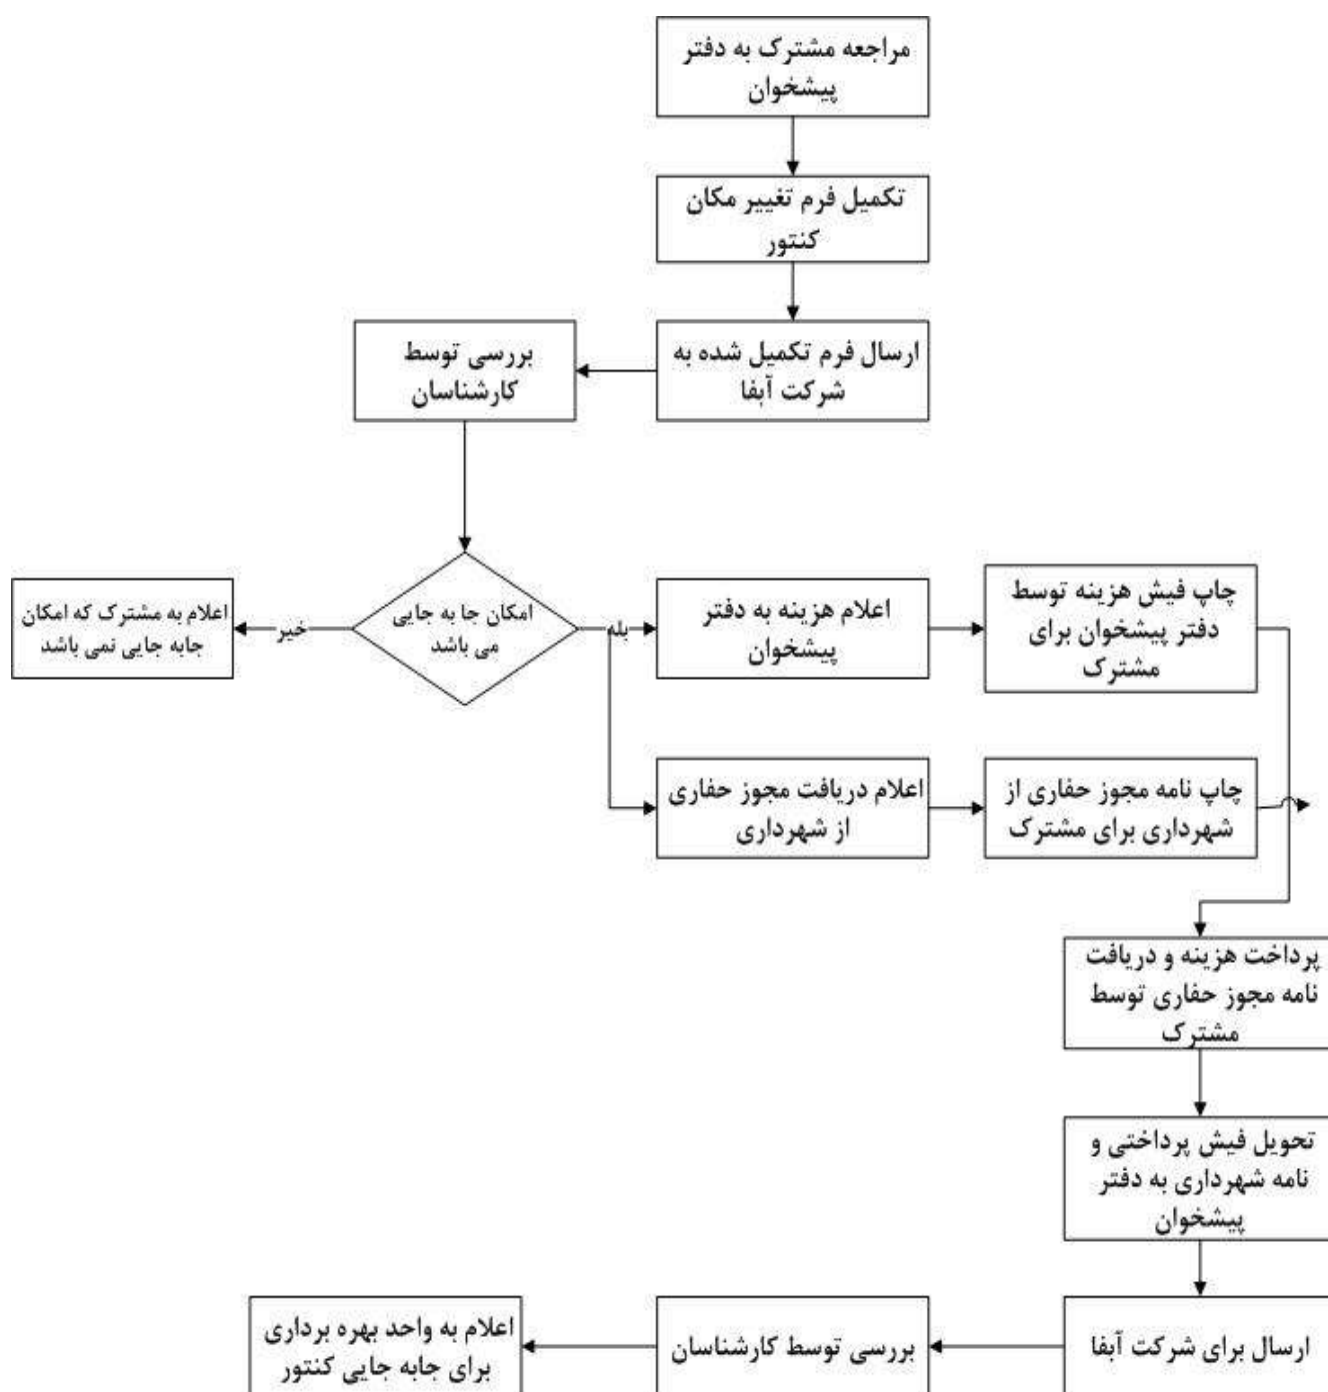 مراجعه مشترک به دفتر
پیشخوان
تکمیل فرم تغییر مکان
کنتور
ارسال فرم تکمیل شده به
شرکت آبفا
بررسی توسط
کارشناسان
امکان جا به جایی
می باشد
خیر
اعلام به مشترک که امکان
جابه جایی نمی باشد
بله
اعلام هزینه به دفتر
پیشخوان
چاپ فیش هزینه توسط
دفتر پیشخوان برای
مشترک
اعلام دریافت مجوز حفاری
از شهرداری
چاپ نامه مجوز حفاری از
شهرداری برای مشترک
پرداخت هزینه و دریافت
نامه مجوز حفاری توسط
مشترک
تحویل فیش پرداختی و
نامه شهرداری به دفتر
پیشخوان
ارسال برای شرکت آبفا
بررسی توسط کارشناسان
اعلام به واحد بهره برداری
برای جابه جایی کنتور